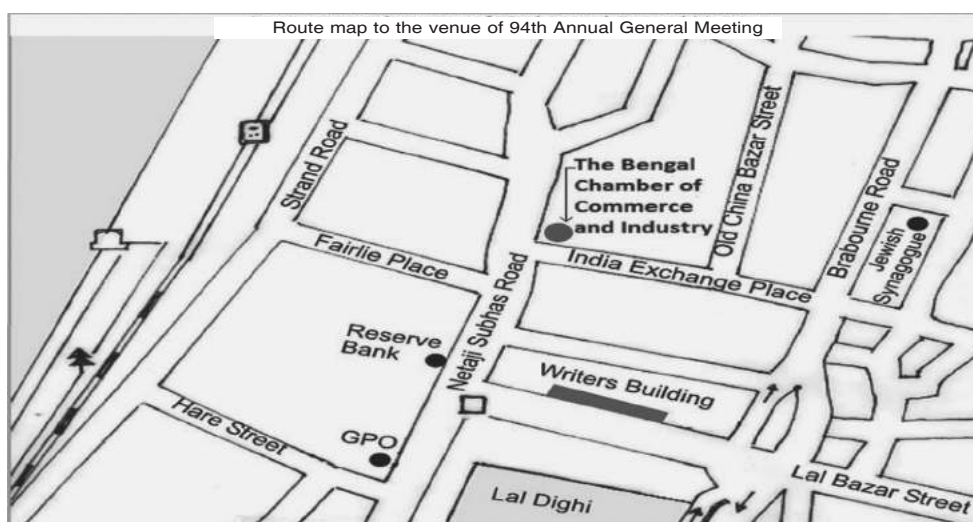 Route map to the venue of 94th Annual General Meeting
Strand Road
Old China Bazar Street
The Bengal
Chamber of
Commerce
and Industry
Brabourne Road
Jewish
Synagogue
Fairlie Place
India Exchange Place
Netaji Subhas Road
Reserve
Bank
Writers Building
Hare Street
GPO
Lal Dighi
Lal Bazar Street